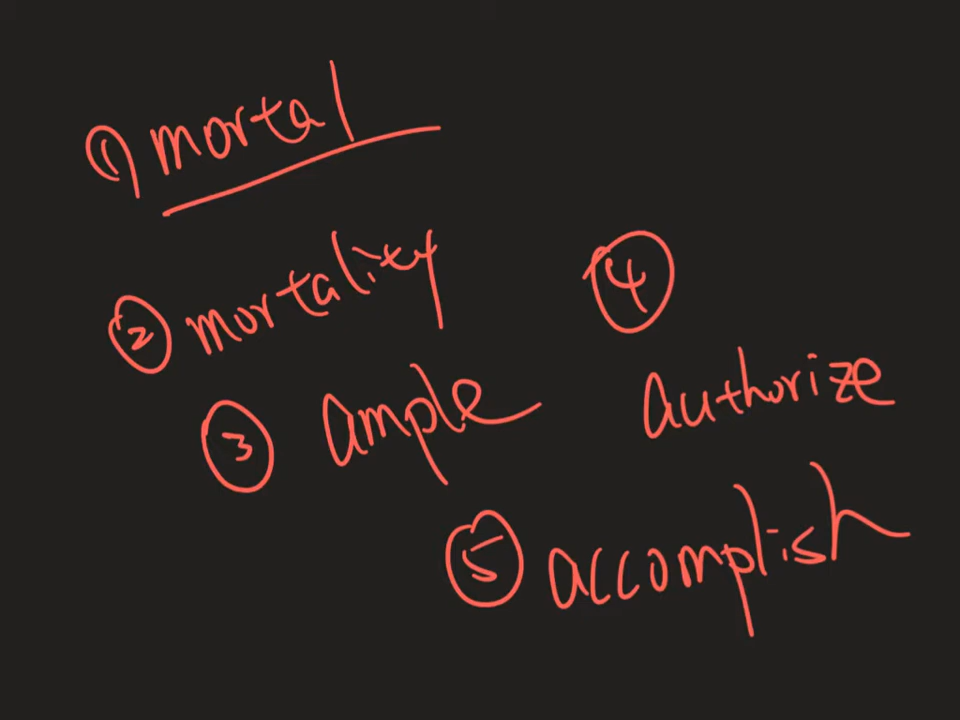 ① mortal
② mortality
③ ample
④
authorize
⑤ accomplish